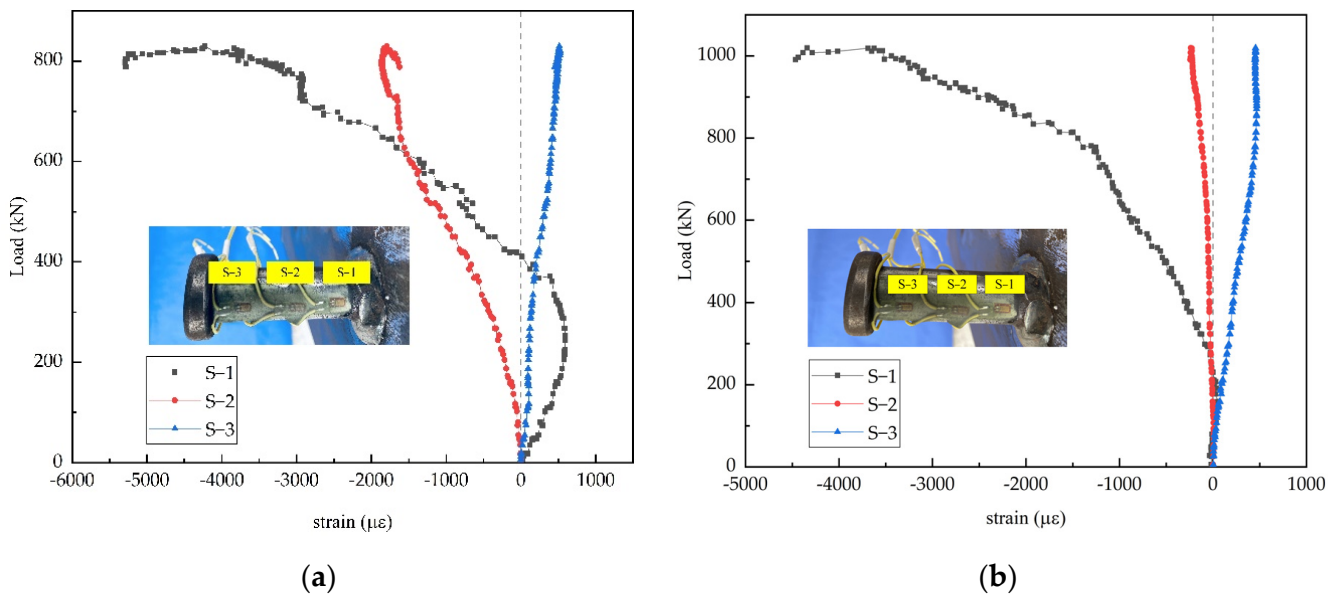 (a)
Load (kN)
800
600
400
200
0
-6000 -5000 -4000 -3000 -2000 -1000 0 1000
strain (με)
S-3 S-2 S-1
S-1
S-2
S-3
(b)
Load (kN)
1000
800
600
400
200
0
-5000 -4000 -3000 -2000 -1000 0 1000
strain (με)
S-3 S-2 S-1
S-1
S-2
S-3
(a)
(b)